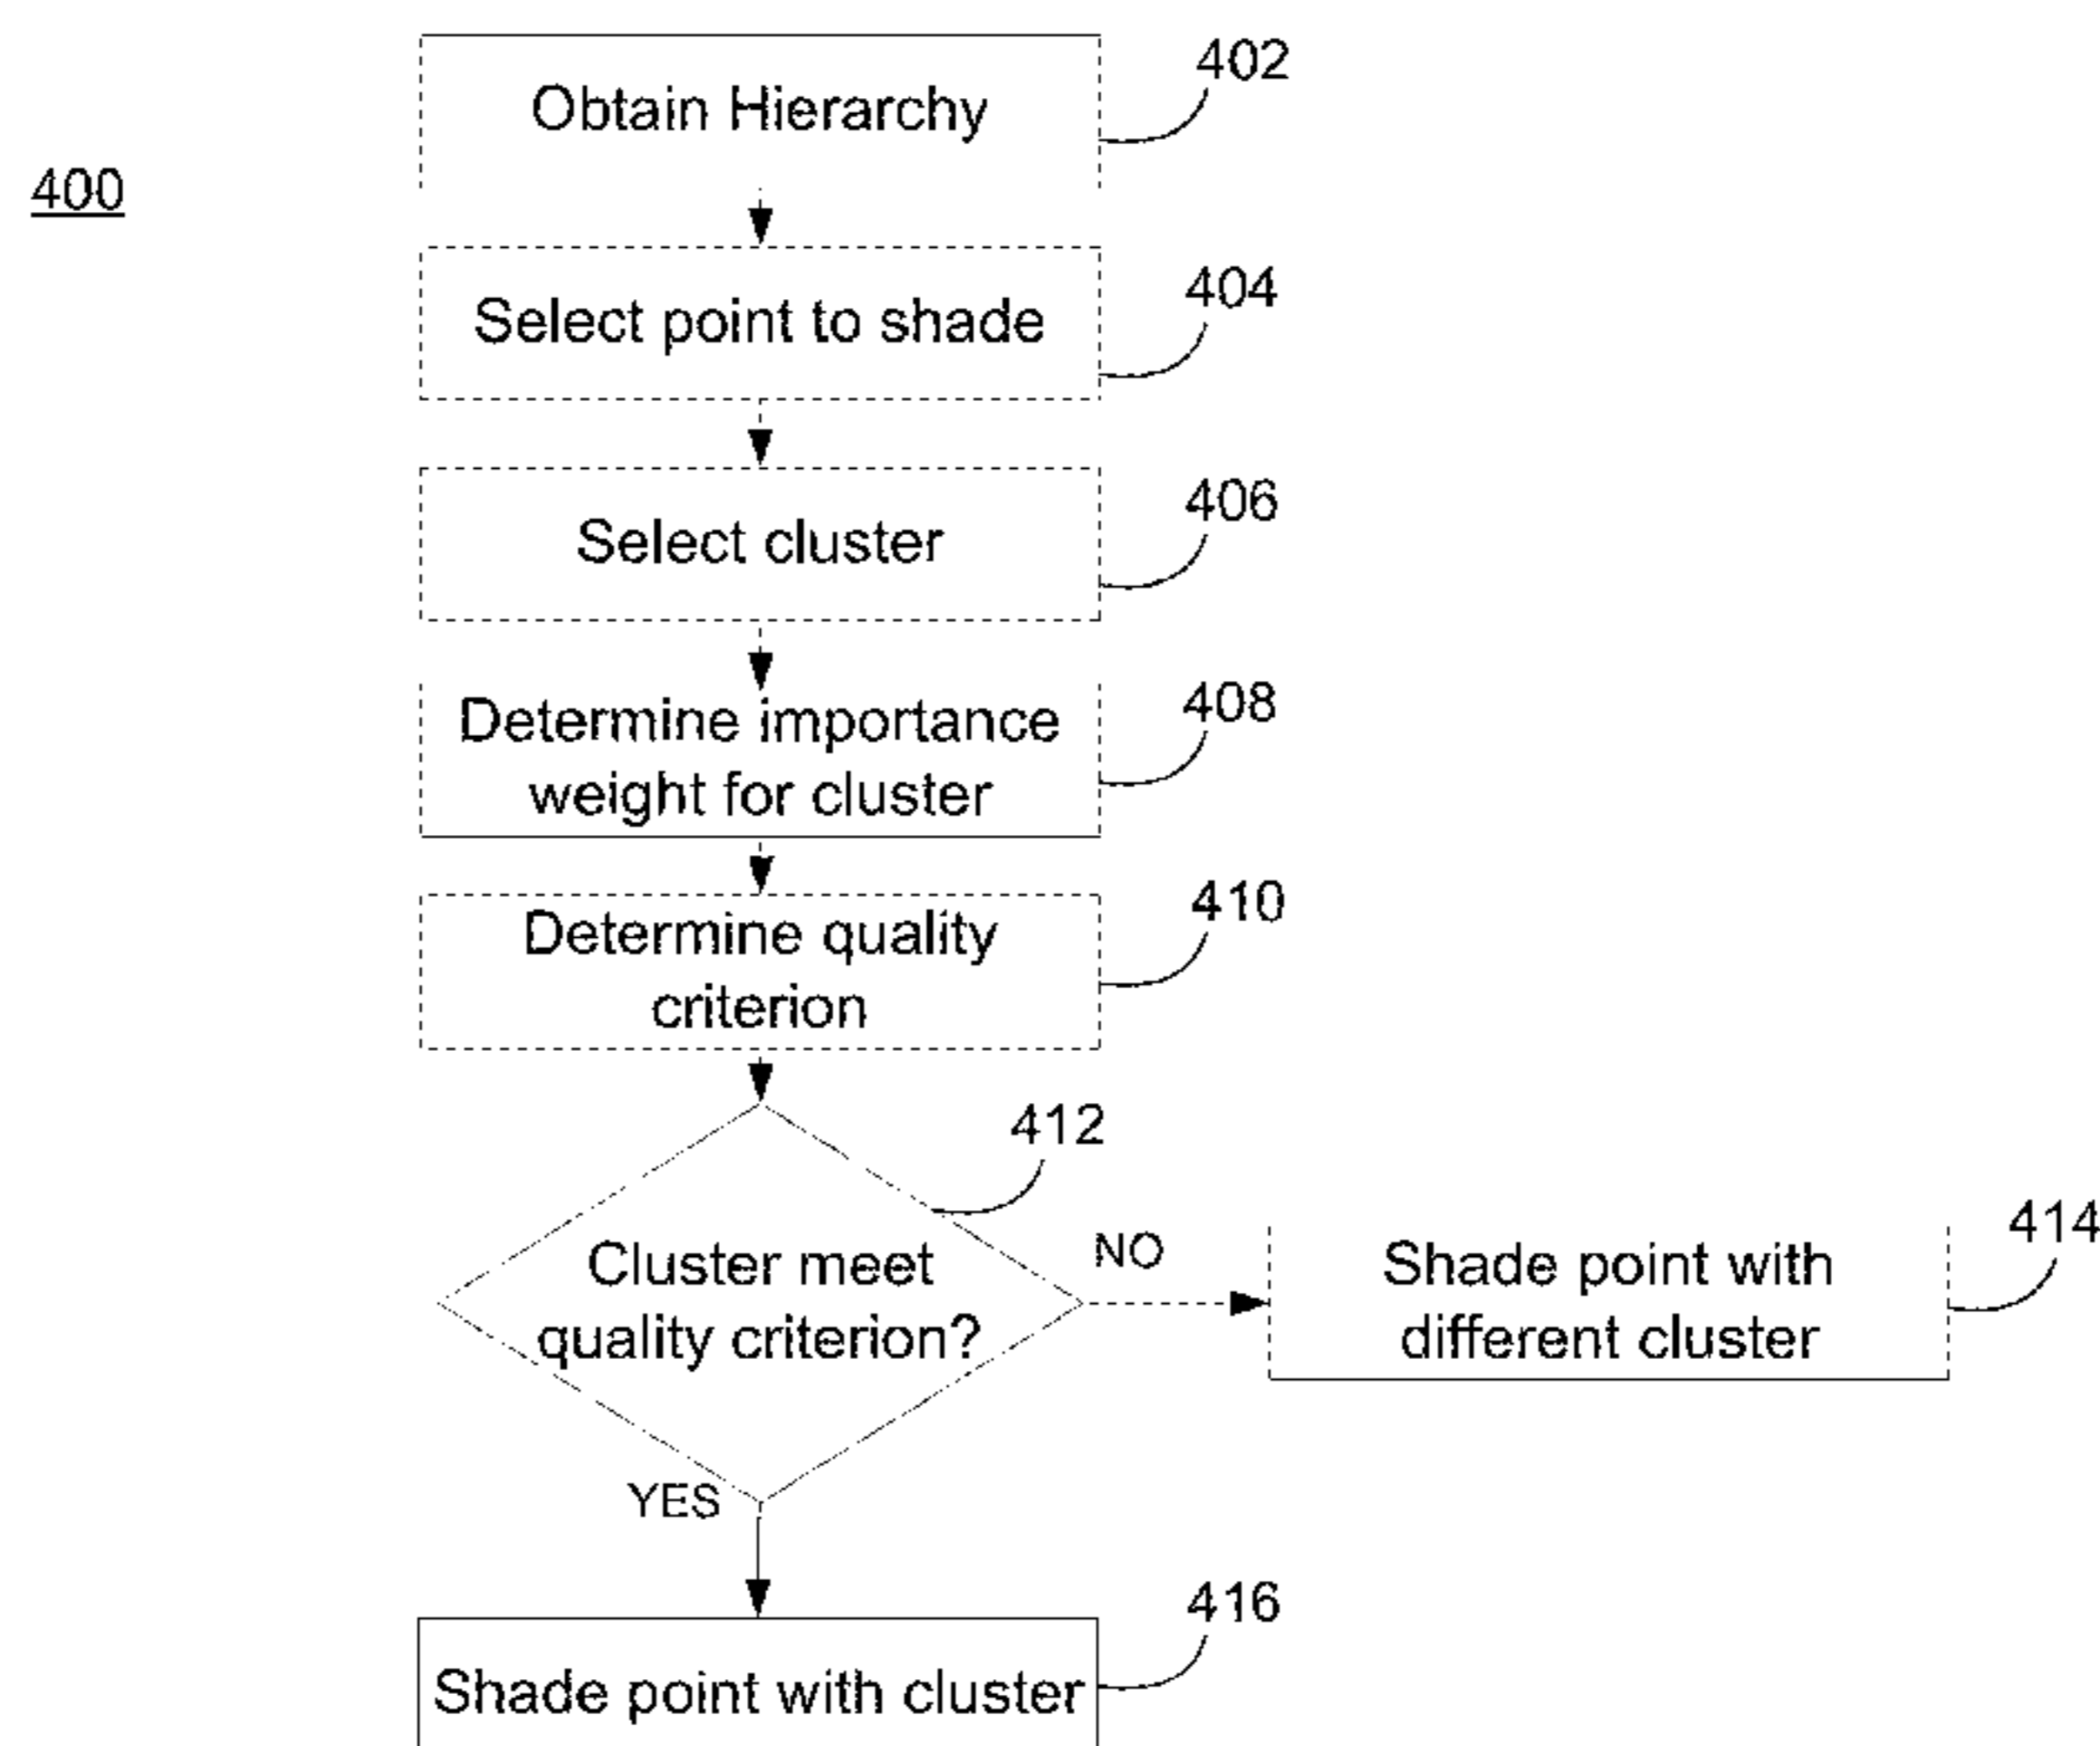 402
Obtain Hierarchy
400
404
Select point to shade
406
Select cluster
408
Determine importance
weight for cluster
410
Determine quality
criterion
412
Cluster meet
quality criterion?
NO
414
Shade point with
different cluster
YES
416
Shade point with cluster